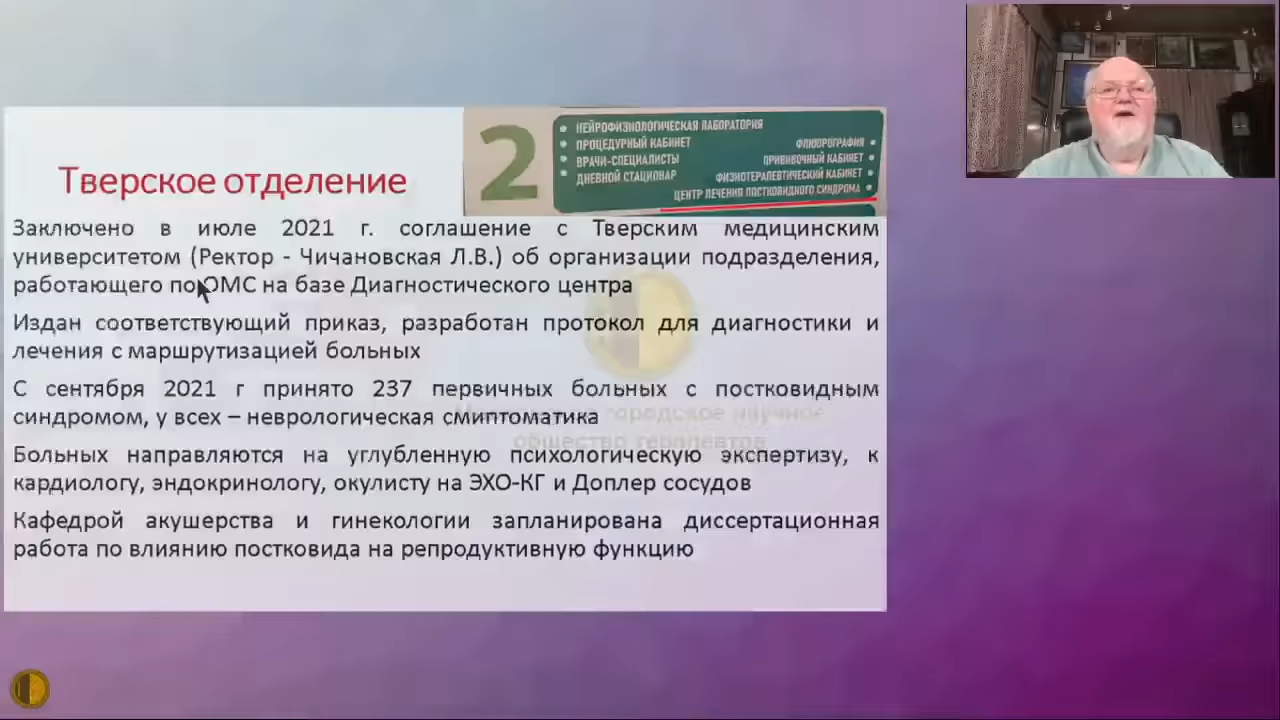 Тверское отделение
2
НЕЙРОФИЗИОЛОГИЧЕСКАЯ ЛАБОРАТОРИЯ
ПРОЦЕДУРНЫЙ КАБИНЕТ
ВРАЧИ-СПЕЦИАЛИСТЫ
ДНЕВНОЙ СТАЦИОНАР
ФЛЮОРОГРАФИЯ
ПРИВИВОЧНЫЙ КАБИНЕТ
ФИЗИОТЕРАПЕВТИЧЕСКИЙ КАБИНЕТ
ЦЕНТР ЛЕЧЕНИЯ ПОСТКОВИДНОГО СИНДРОМА
Заключено в июле 2021 г. соглашение с Тверским медицинским
университетом (Ректор - Чичановская Л.В.) об организации подразделения,
работающего по ОМС на базе Диагностического центра
Издан соответствующий приказ, разработан протокол для диагностики и
лечения с маршрутизацией больных
С сентября 2021 г принято 237 первичных больных с постковидным
синдромом, у всех – неврологическая смиптоматика
городское научное
общество терапевтов
Больных направляются на углубленную психологическую экспертизу, к
кардиологу, эндокринологу, окулисту на ЭХО-КГ и Доплер сосудов
Кафедрой акушерства и гинекологии запланирована диссертационная
работа по влиянию постковида на репродуктивную функцию